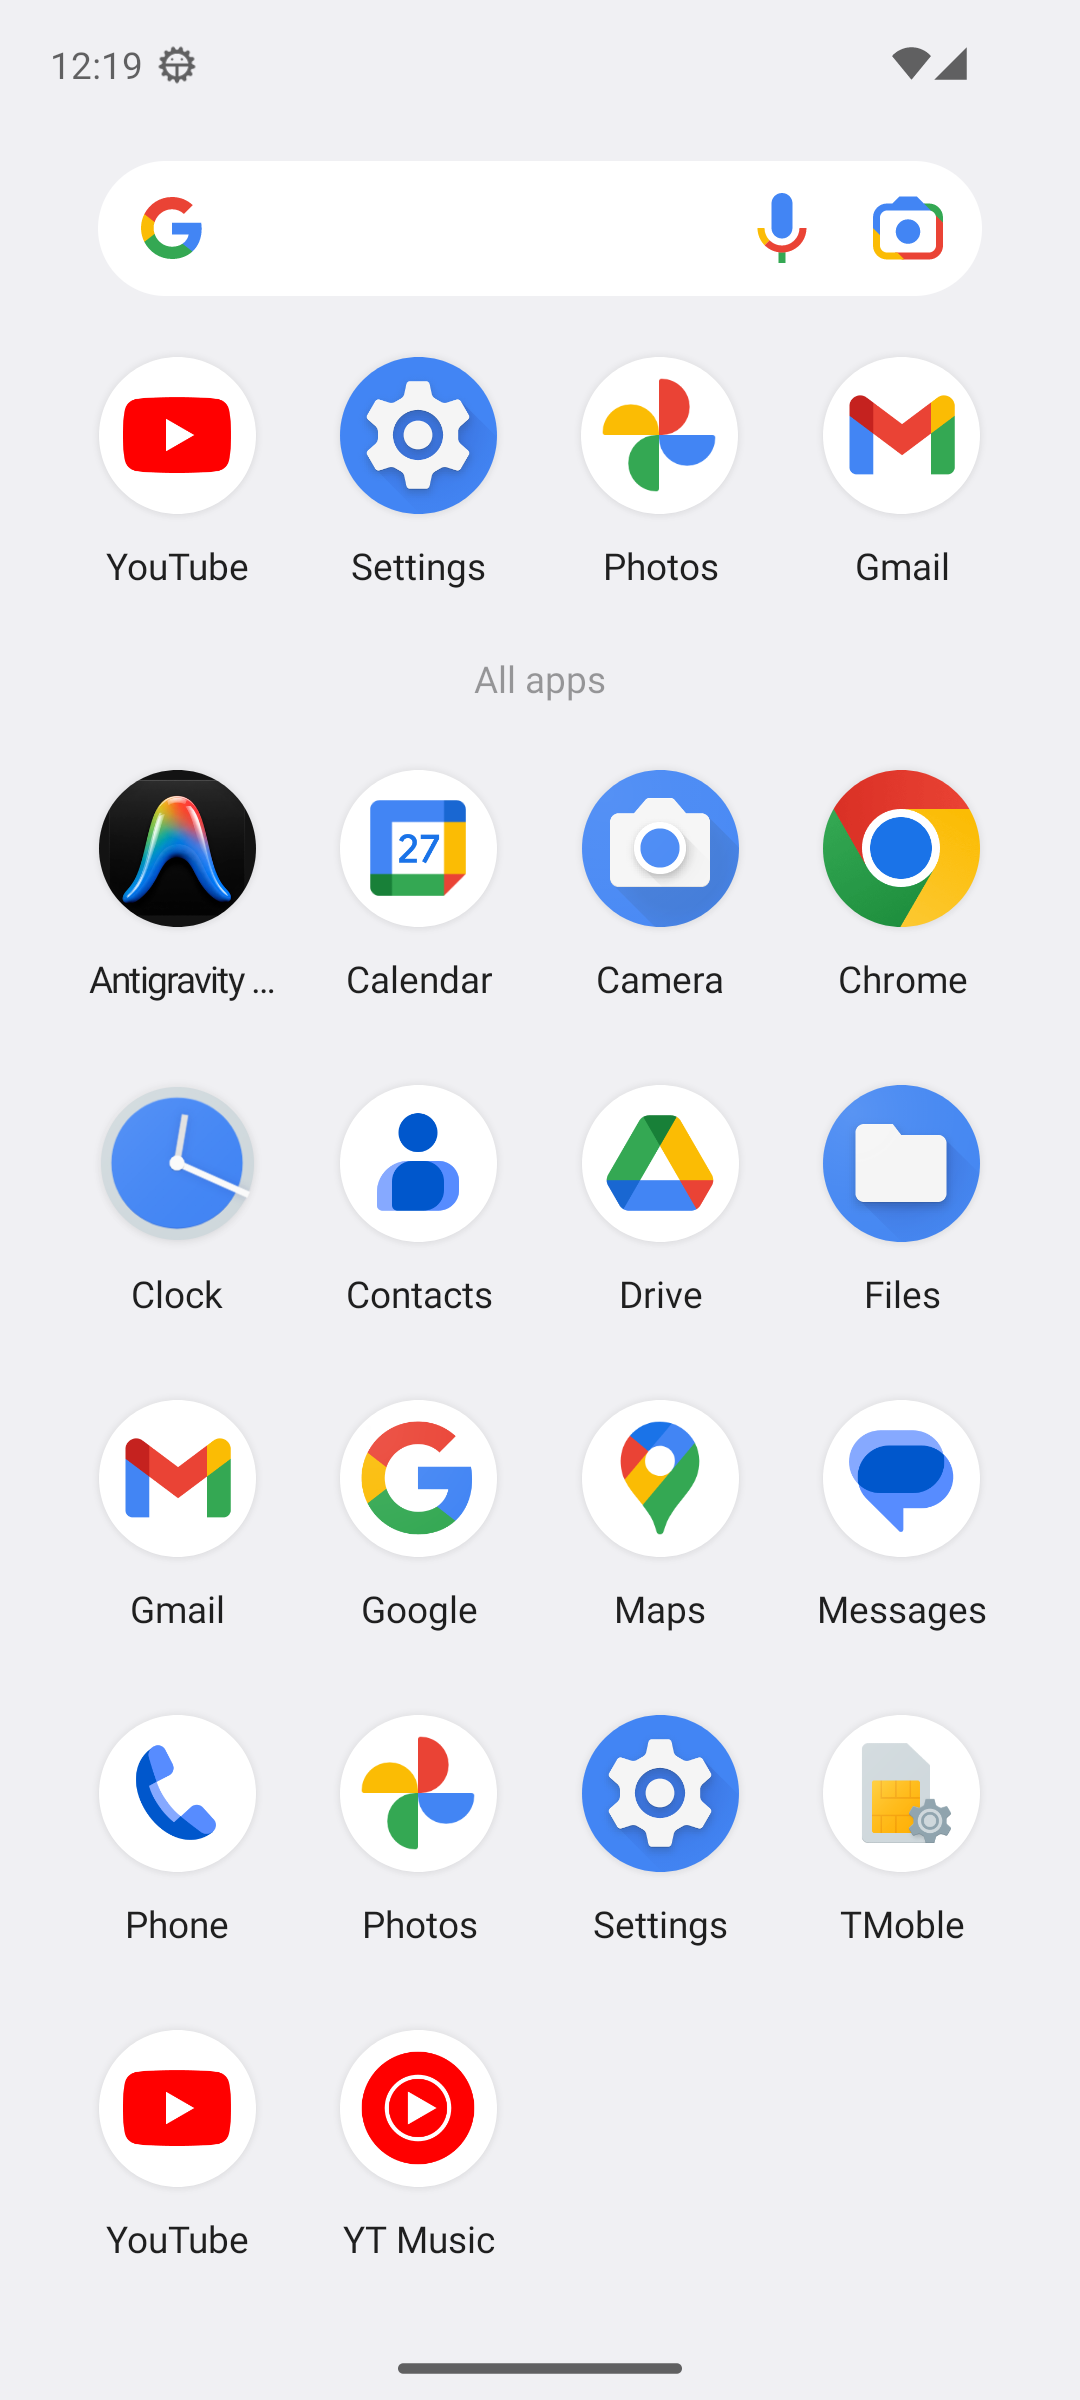 12:19
YouTube Settings Photos Gmail
All apps
Antigravity ... Calendar Camera Chrome
27
Clock Contacts Drive Files
Gmail Google Maps Messages
Phone Photos Settings TMoble
YouTube YT Music